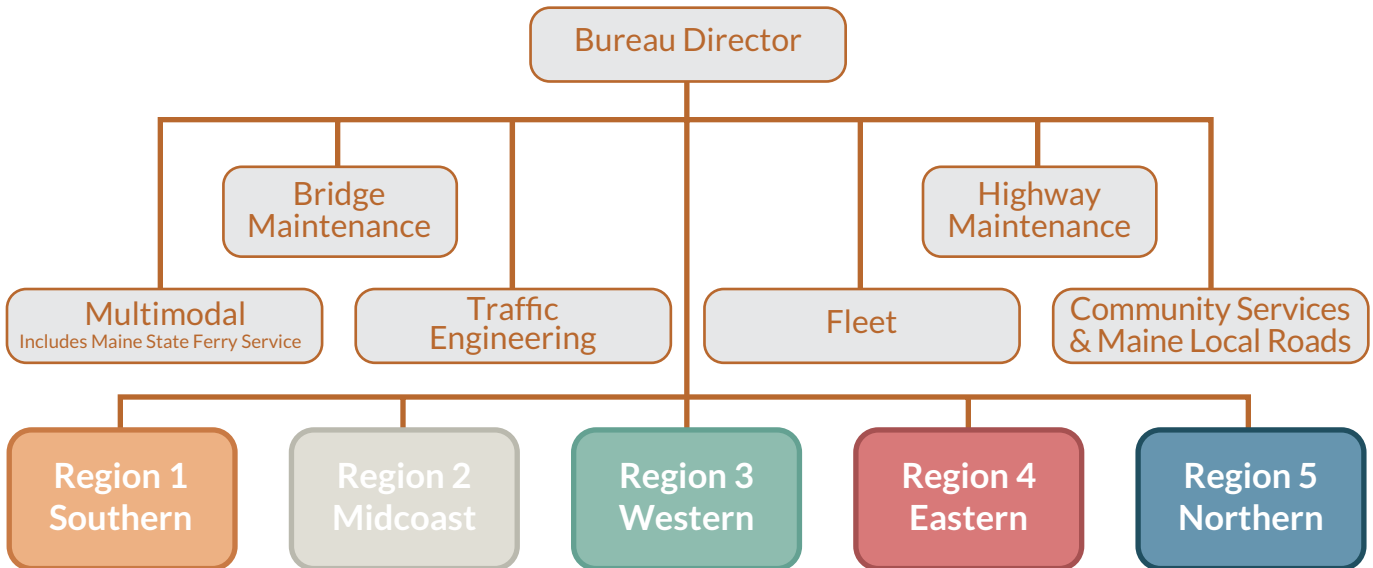 Bureau Director
Bridge
Maintenance
Highway
Maintenance
Multimodal
Includes Maine State Ferry Service
Traffic
Engineering
Fleet
Community Services
& Maine Local Roads
Region 1
Southern
Region 2
Midcoast
Region 3
Western
Region 4
Eastern
Region 5
Northern